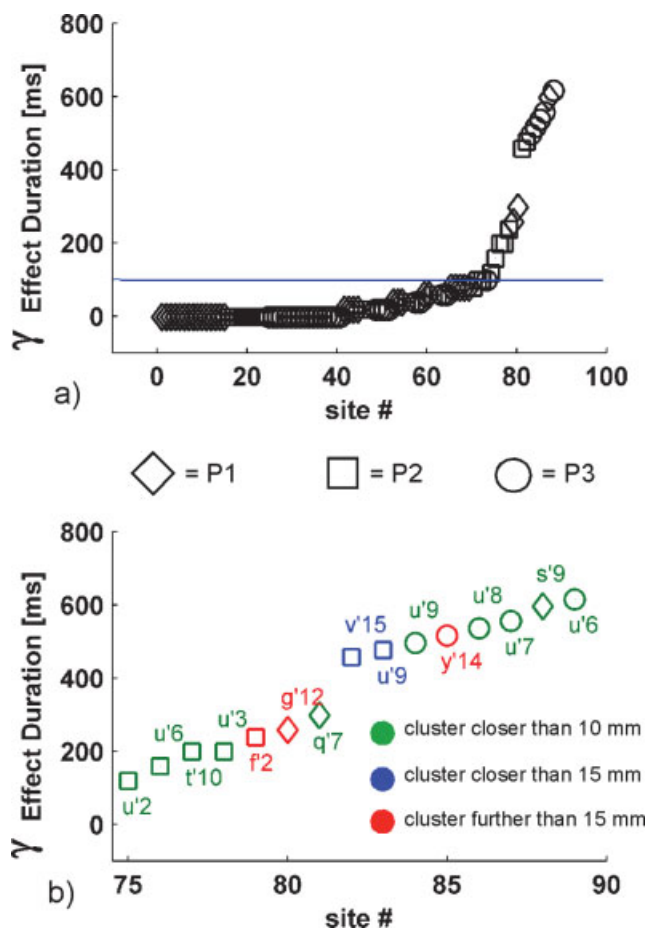 800
600
400
200
0
γ Effect Duration [ms]
0 20 40 60 80 100
a)
site #
= P1 = P2 = P3
800
600
400
200
0
γ Effect Duration [ms]
s'9
u'9 u'8
v'15
u'7 u'6
u'9 y'14
g'12
u'6 u'3
q'7
t'10 f'2
u'2
cluster closer than 10 mm
cluster closer than 15 mm
cluster further than 15 mm
75 80 85 90
b)
site #